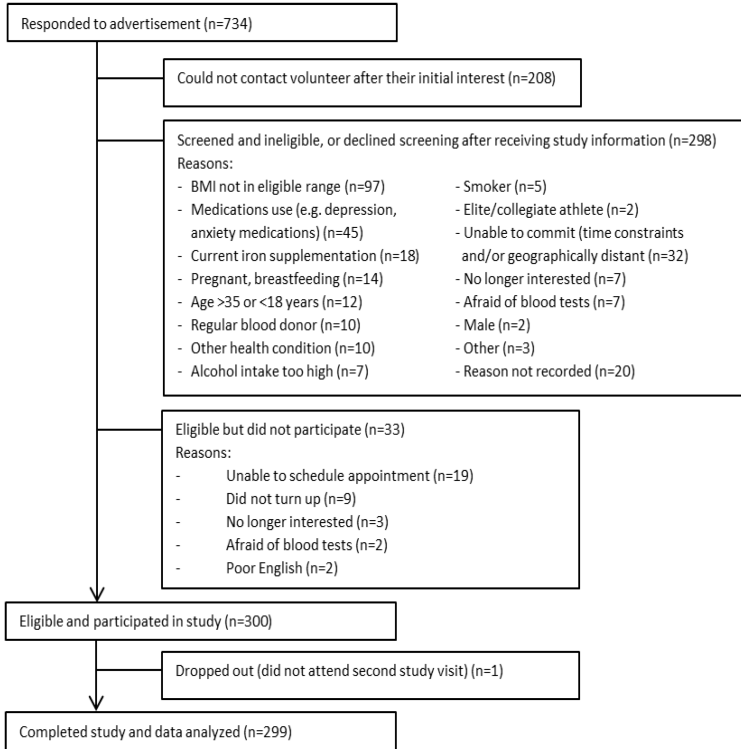 Responded to advertisement (n=734)
Could not contact volunteer after their initial interest (n=208)
Screened and ineligible, or declined screening after receiving study information (n=298)
Reasons:
- BMI not in eligible range (n=97)
- Medications use (e.g. depression,
anxiety medications) (n=45)
- Current iron supplementation (n=18)
- Pregnant, breastfeeding (n=14)
- Age >35 or <18 years (n=12)
- Regular blood donor (n=10)
- Other health condition (n=10)
- Alcohol intake too high (n=7)
- Smoker (n=5)
- Elite/collegiate athlete (n=2)
- Unable to commit (time constraints
and/or geographically distant (n=32)
- No longer interested (n=7)
- Afraid of blood tests (n=7)
- Male (n=2)
- Other (n=3)
- Reason not recorded (n=20)
Eligible but did not participate (n=33)
Reasons:
- Unable to schedule appointment (n=19)
- Did not turn up (n=9)
- No longer interested (n=3)
- Afraid of blood tests (n=2)
- Poor English (n=2)
Eligible and participated in study (n=300)
Dropped out (did not attend second study visit) (n=1)
Completed study and data analyzed (n=299)